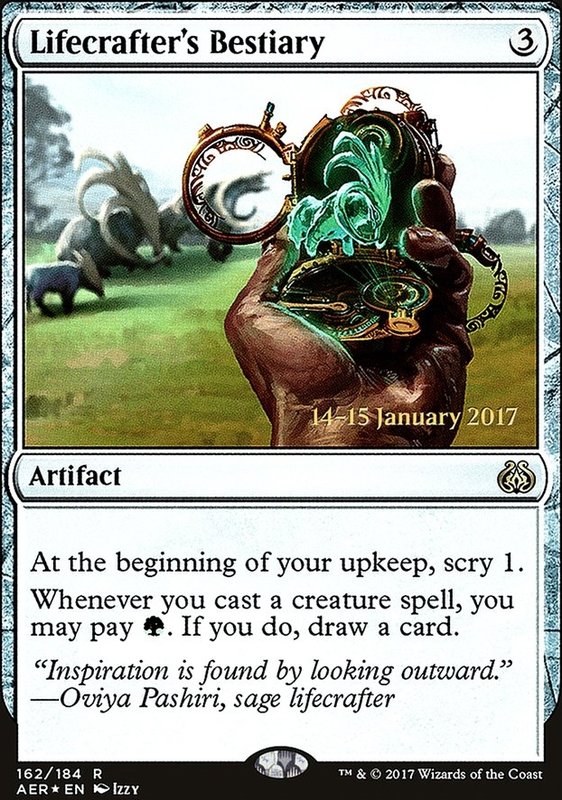 Lifecrafter's Bestiary 3
14–15 January 2017
Artifact
At the beginning of your upkeep, scry 1.
Whenever you cast a creature spell, you
may pay . If you do, draw a card.
“Inspiration is found by looking outward.”
—Oviya Pashiri, sage lifecrafter
162/184 R
AER★EN Izzy
™ & © 2017 Wizards of the Coast